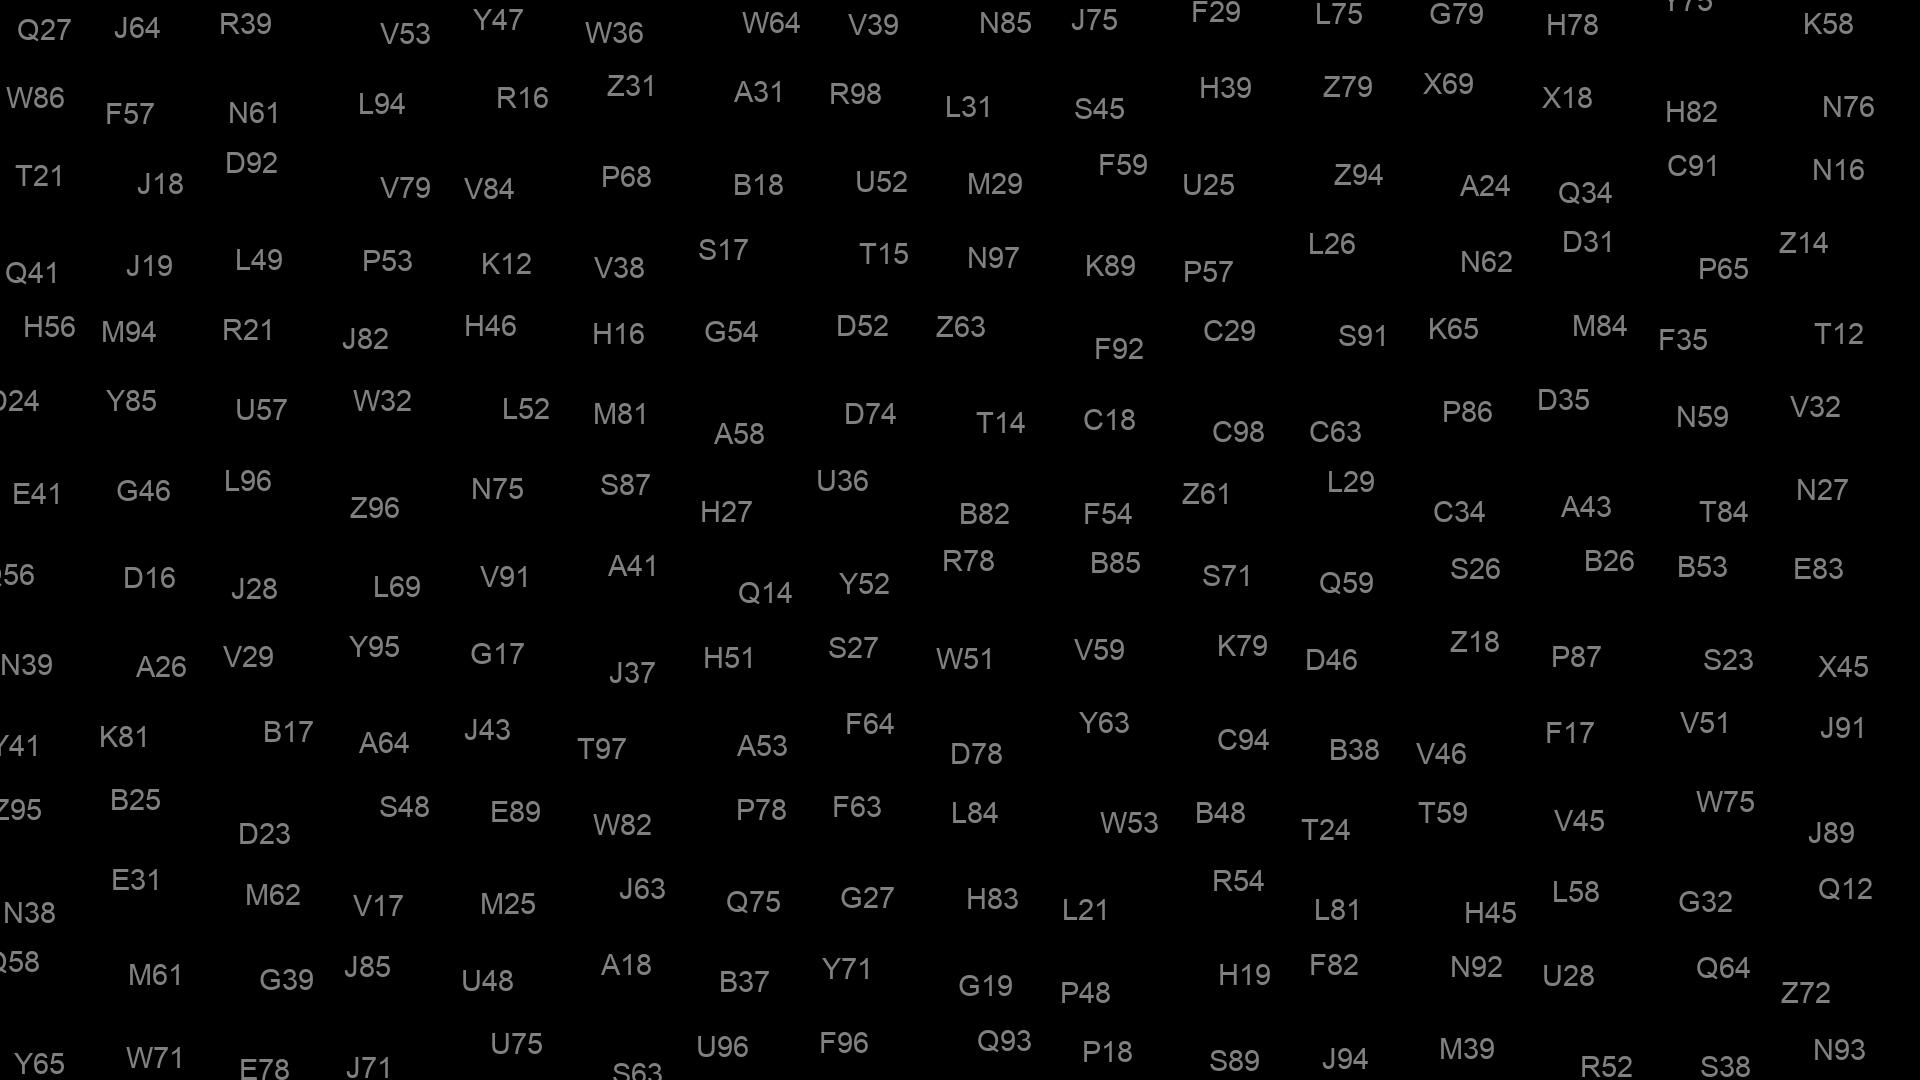 Q27 J64 R39 V53 Y47 W36 W64 V39 N85 J75 F29 L75 G79 H78 Y75 K58
W86 F57 N61 L94 R16 Z31 A31 R98 L31 S45 H39 Z79 X69 X18 H82 N76
T21 J18 D92 V79 V84 P68 B18 U52 M29 F59 U25 Z94 A24 Q34 C91 N16
Q41 J19 L49 P53 K12 V38 S17 T15 N97 K89 P57 L26 N62 D31 P65 Z14
H56 M94 R21 J82 H46 H16 G54 D52 Z63 F92 C29 S91 K65 M84 F35 T12
D24 Y85 U57 W32 L52 M81 A58 D74 T14 C18 C98 C63 P86 D35 N59 V32
E41 G46 L96 Z96 N75 S87 H27 U36 B82 F54 Z61 L29 C34 A43 T84 N27
56 D16 J28 L69 V91 A41 Q14 Y52 R78 B85 S71 Q59 S26 B26 B53 E83
N39 A26 V29 Y95 G17 J37 H51 S27 W51 V59 K79 D46 Z18 P87 S23 X45
Y41 K81 B17 A64 J43 T97 A53 F64 D78 Y63 C94 B38 V46 F17 V51 J91
Z95 B25 D23 S48 E89 W82 P78 F63 L84 W53 B48 T24 T59 V45 W75 J89
N38 E31 M62 V17 M25 J63 Q75 G27 H83 L21 R54 L81 H45 L58 G32 Q12
Q58 M61 G39 J85 U48 A18 B37 Y71 G19 P48 H19 F82 N92 U28 Q64 Z72
Y65 W71 E78 J71 U75 S63 U96 F96 Q93 P18 S89 J94 M39 R52 S38 N93